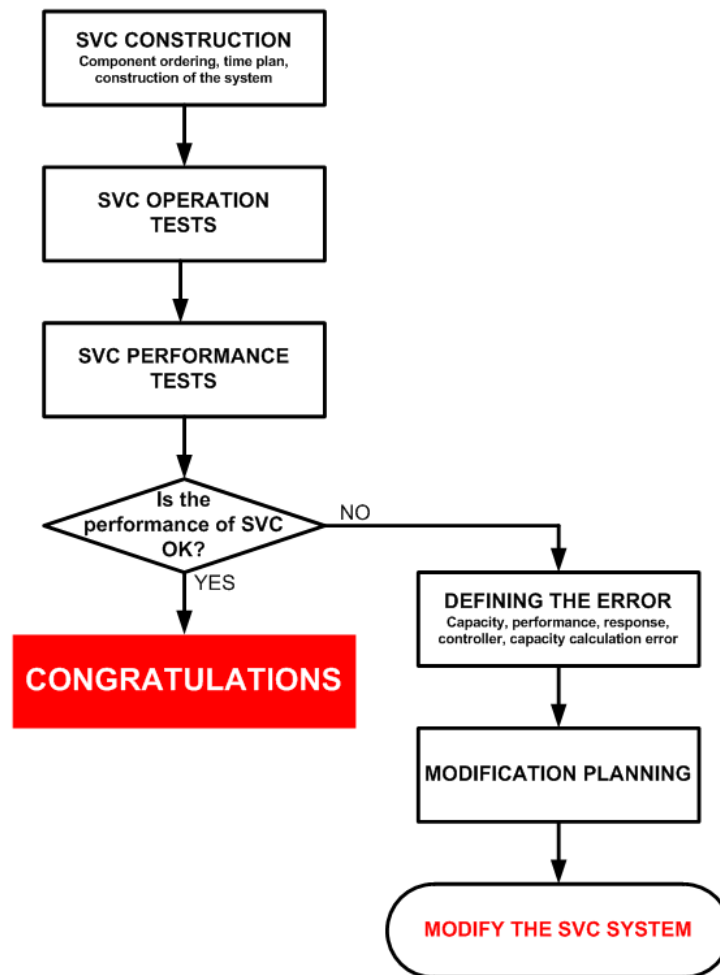 SVC CONSTRUCTION
Component ordering, time plan,
construction of the system
SVC OPERATION
TESTS
SVC PERFORMANCE
TESTS
Is the
performance of SVC
OK?
NO
YES
CONGRATULATIONS
DEFINING THE ERROR
Capacity, performance, response,
controller, capacity calculation error
MODIFICATION PLANNING
MODIFY THE SVC SYSTEM